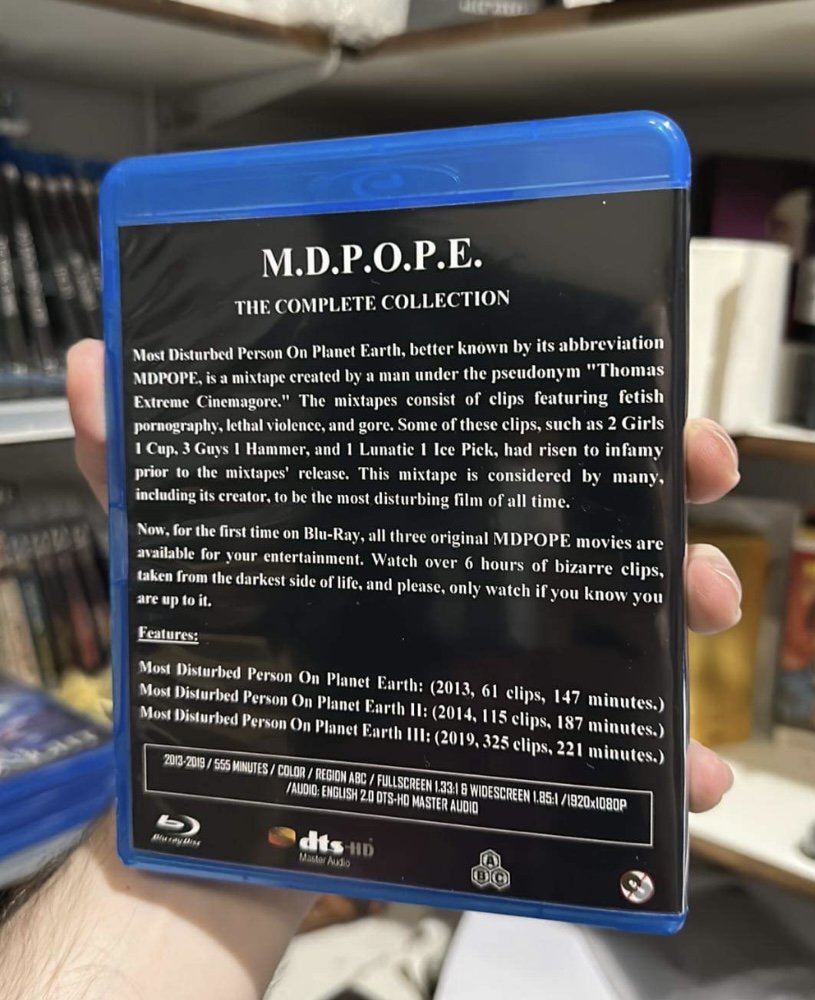 M.D.P.O.P.E.
THE COMPLETE COLLECTION
Most Disturbed Person On Planet Earth, better known by its abbreviation
MDPOPE, is a mixtape created by a man under the pseudonym "Thomas
Extreme Cinemagore." The mixtapes consist of clips featuring fetish
pornography, lethal violence, and gore. Some of these clips, such as 2 Girls
1 Cup, 3 Guys 1 Hammer, and 1 Lunatic 1 Ice Pick, had risen to infamy
prior to the mixtapes' release. This mixtape is considered by many,
including its creator, to be the most disturbing film of all time.
Now, for the first time on Blu-Ray, all three original MDPOPE movies are
available for your entertainment. Watch over 6 hours of bizarre clips,
taken from the darkest side of life, and please, only watch if you know you
are up to it.
Features:
Most Disturbed Person On Planet Earth: (2013, 61 clips, 147 minutes.)
Most Disturbed Person On Planet Earth II: (2014, 115 clips, 187 minutes.)
Most Disturbed Person On Planet Earth III: (2019, 325 clips, 221 minutes.)
2013-2019 / 555 MINUTES / COLOR / REGION ABC / FULLSCREEN 1.33:1 & WIDESCREEN 1.85:1 /1920x1080P
/AUDIO: ENGLISH 2.0 DTS-HD MASTER AUDIO
Blu-ray Disc
dts-HD
Master Audio
A
B C